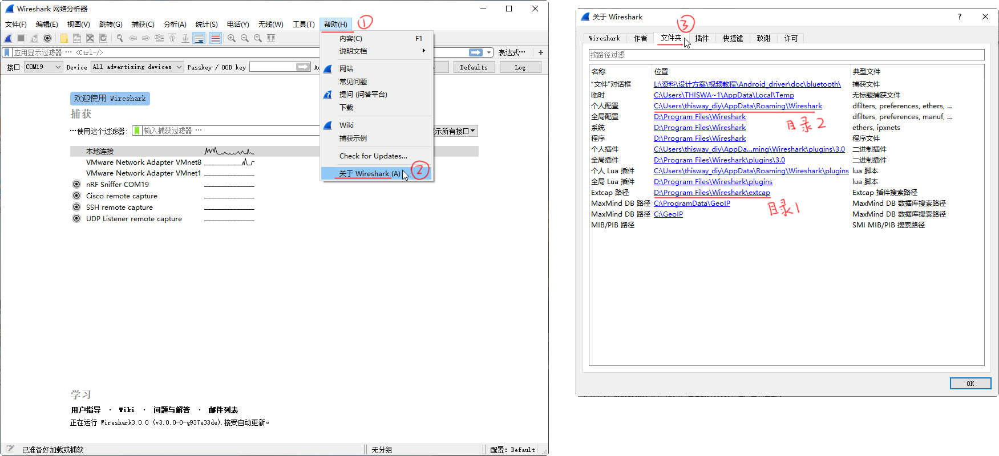 Wireshark 网络分析器
文件(F) 编辑(E) 视图(V) 跳转(G) 捕获(C) 分析(A) 统计(S) 电话(Y) 无线(W) 工具(T) 帮助(H) ①
应用显示过滤器 … <Ctrl-/> 表达式… +
接口 COM19 Device All advertising devices Passkey / OOB key Defaults Log
内容(C) F1
说明文档
网站
常见问题
提问 (问答平台)
下载
Wiki
捕获示例
Check for Updates...
关于 Wireshark (A) ②
欢迎使用 Wireshark
捕获
…使用这个过滤器: 输入捕获过滤器 … 示所有接口
本地连接
VMware Network Adapter VMnet8
VMware Network Adapter VMnet1
nRF Sniffer COM19
Cisco remote capture
SSH remote capture
UDP Listener remote capture
学习
用户指导 · Wiki · 问题与解答 · 邮件列表
正在运行 Wireshark3.0.0 (v3.0.0-0-g937e33de).接受自动更新。
已准备好加载或捕获 无分组 配置: Default
关于 Wireshark ?
③
Wireshark 作者 文件夹 插件 快捷键 致谢 许可
按路径过滤
名称 位置 典型文件
“文件”对话框 L:\资料\设计方案\视频教程\Android_driver\doc\bluetooth\ 捕获文件
临时 C:\Users\THISWA~1\AppData\Local\Temp 无标题捕获文件
个人配置 C:\Users\thisway_diy\AppData\Roaming\Wireshark dfilters, preferences, ethers, ...
全局配置 D:\Program Files\Wireshark dfilters, preferences, manuf, ...
目录2
系统 D:\Program Files\Wireshark ethers, ipxnets
程序 D:\Program Files\Wireshark 程序文件
个人插件 C:\Users\thisway_diy\AppDa...ming\Wireshark\plugins\3.0 二进制插件
全局插件 D:\Program Files\Wireshark\plugins\3.0 二进制插件
个人 Lua 插件 C:\Users\thisway_diy\AppData\Roaming\Wireshark\plugins lua 脚本
全局 Lua 插件 D:\Program Files\Wireshark\plugins lua 脚本
Extcap 路径 D:\Program Files\Wireshark\extcap Extcap 插件搜索路径
MaxMind DB 路径 C:\ProgramData\GeoIP MaxMind DB 数据库搜索路径
目录1
MaxMind DB 路径 C:\GeoIP MaxMind DB 数据库搜索路径
MIB/PIB 路径 SMI MIB/PIB 搜索路径
OK